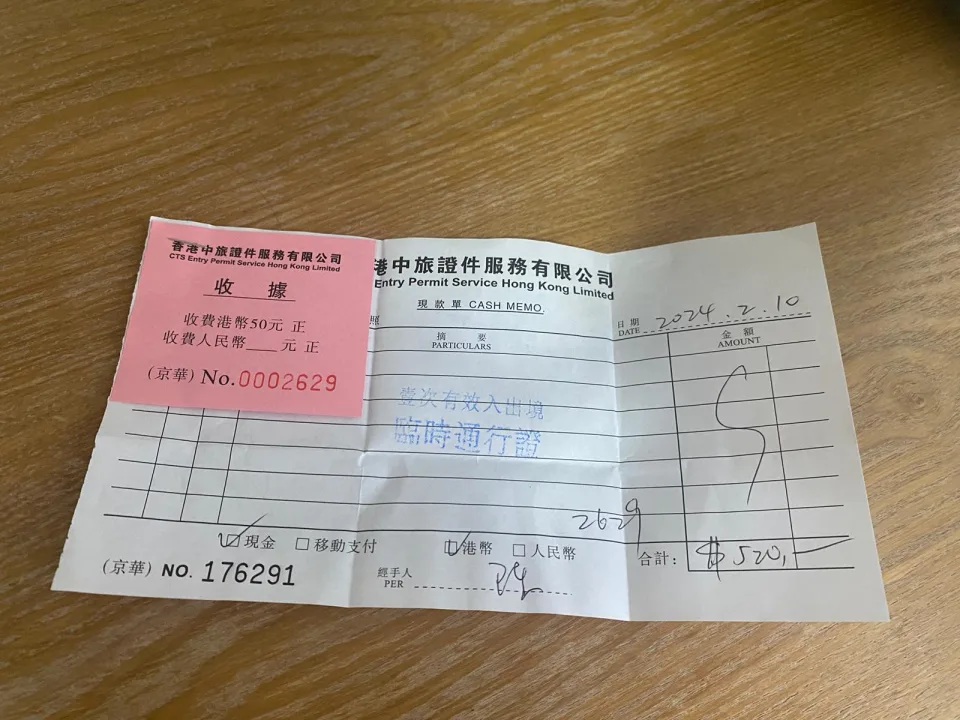 香港中旅證件服務有限公司
CTS Entry Permit Service Hong Kong Limited
收據
收費港幣50元 正
收費人民幣___元 正
(京華) No.0002629
港中旅證件服務有限公司
Entry Permit Service Hong Kong Limited
現款單 CASH MEMO.
照
日期 DATE 2024.2.10
摘要 PARTICULARS
金額 AMOUNT
壹次有效入出境
臨時通行證
2629
現金 移動支付 港幣 人民幣
合計: $520.
(京華) NO. 176291
經手人 PER